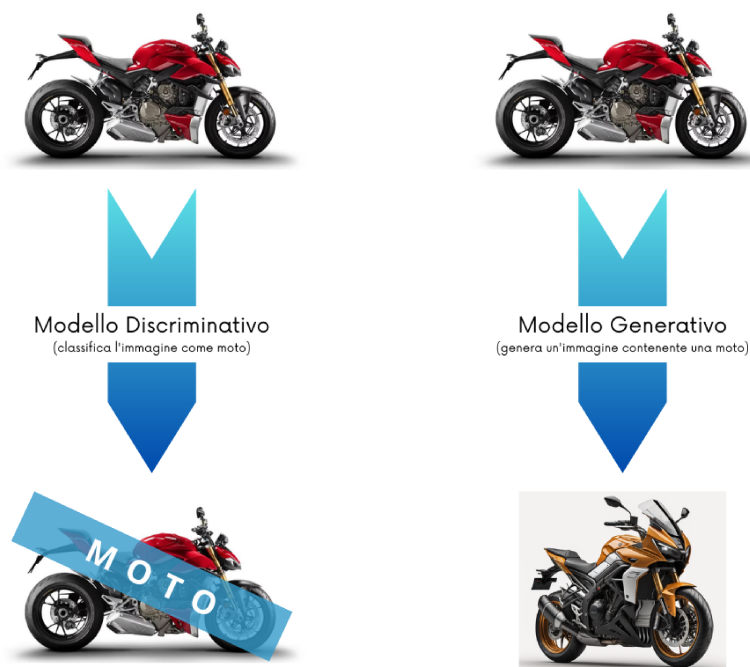 Modello Discriminativo
(classifica l'immagine come moto)
Modello Generativo
(genera un'immagine contenente una moto)
MOTO